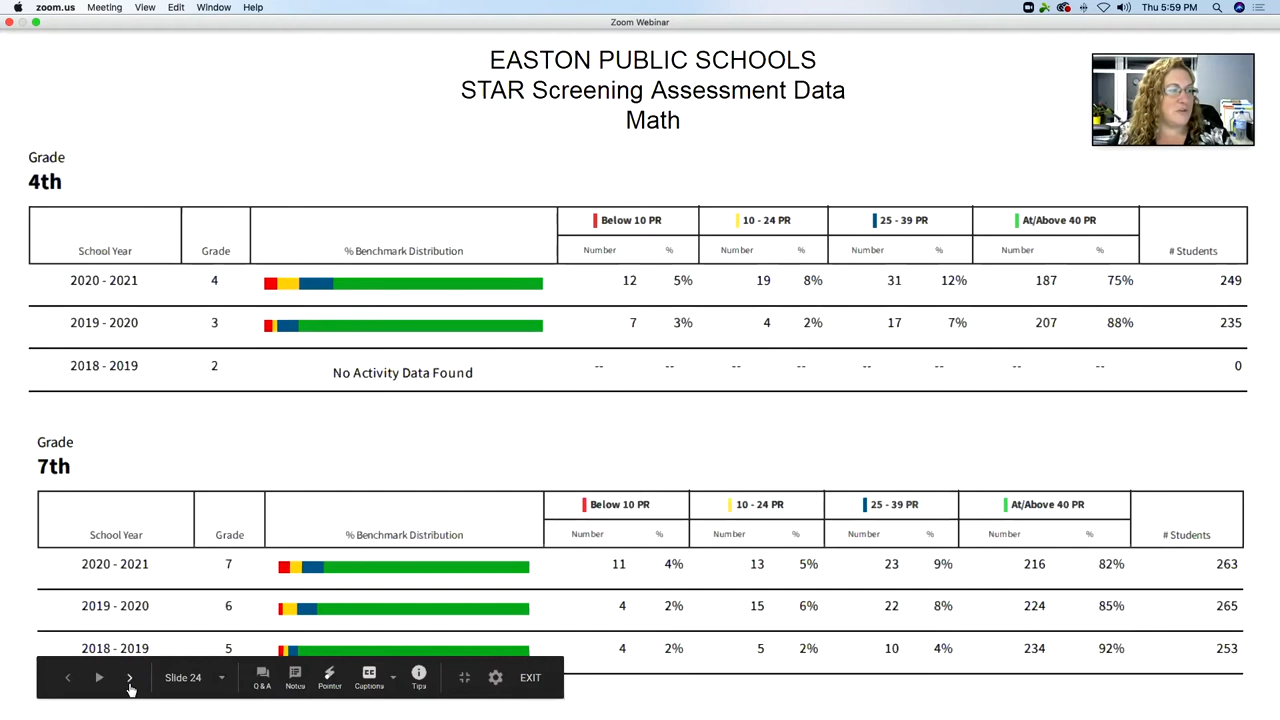 zoom.us Meeting View Edit Window Help Thu 5:59 PM
Zoom Webinar
EASTON PUBLIC SCHOOLS
STAR Screening Assessment Data
Math
Grade
4th
Below 10 PR 10 - 24 PR 25 - 39 PR At/Above 40 PR
School Year Grade % Benchmark Distribution Number % Number % Number % Number % # Students
2020 - 2021 4 12 5% 19 8% 31 12% 187 75% 249
2019 - 2020 3 7 3% 4 2% 17 7% 207 88% 235
2018 - 2019 2 No Activity Data Found -- -- -- -- -- -- -- -- 0
Grade
7th
Below 10 PR 10 - 24 PR 25 - 39 PR At/Above 40 PR
School Year Grade % Benchmark Distribution Number % Number % Number % Number % # Students
2020 - 2021 7 11 4% 13 5% 23 9% 216 82% 263
2019 - 2020 6 4 2% 15 6% 22 8% 224 85% 265
2018 - 2019 5 4 2% 5 2% 10 4% 234 92% 253
Slide 24 Q & A Notes Pointer CC Captions Tips EXIT